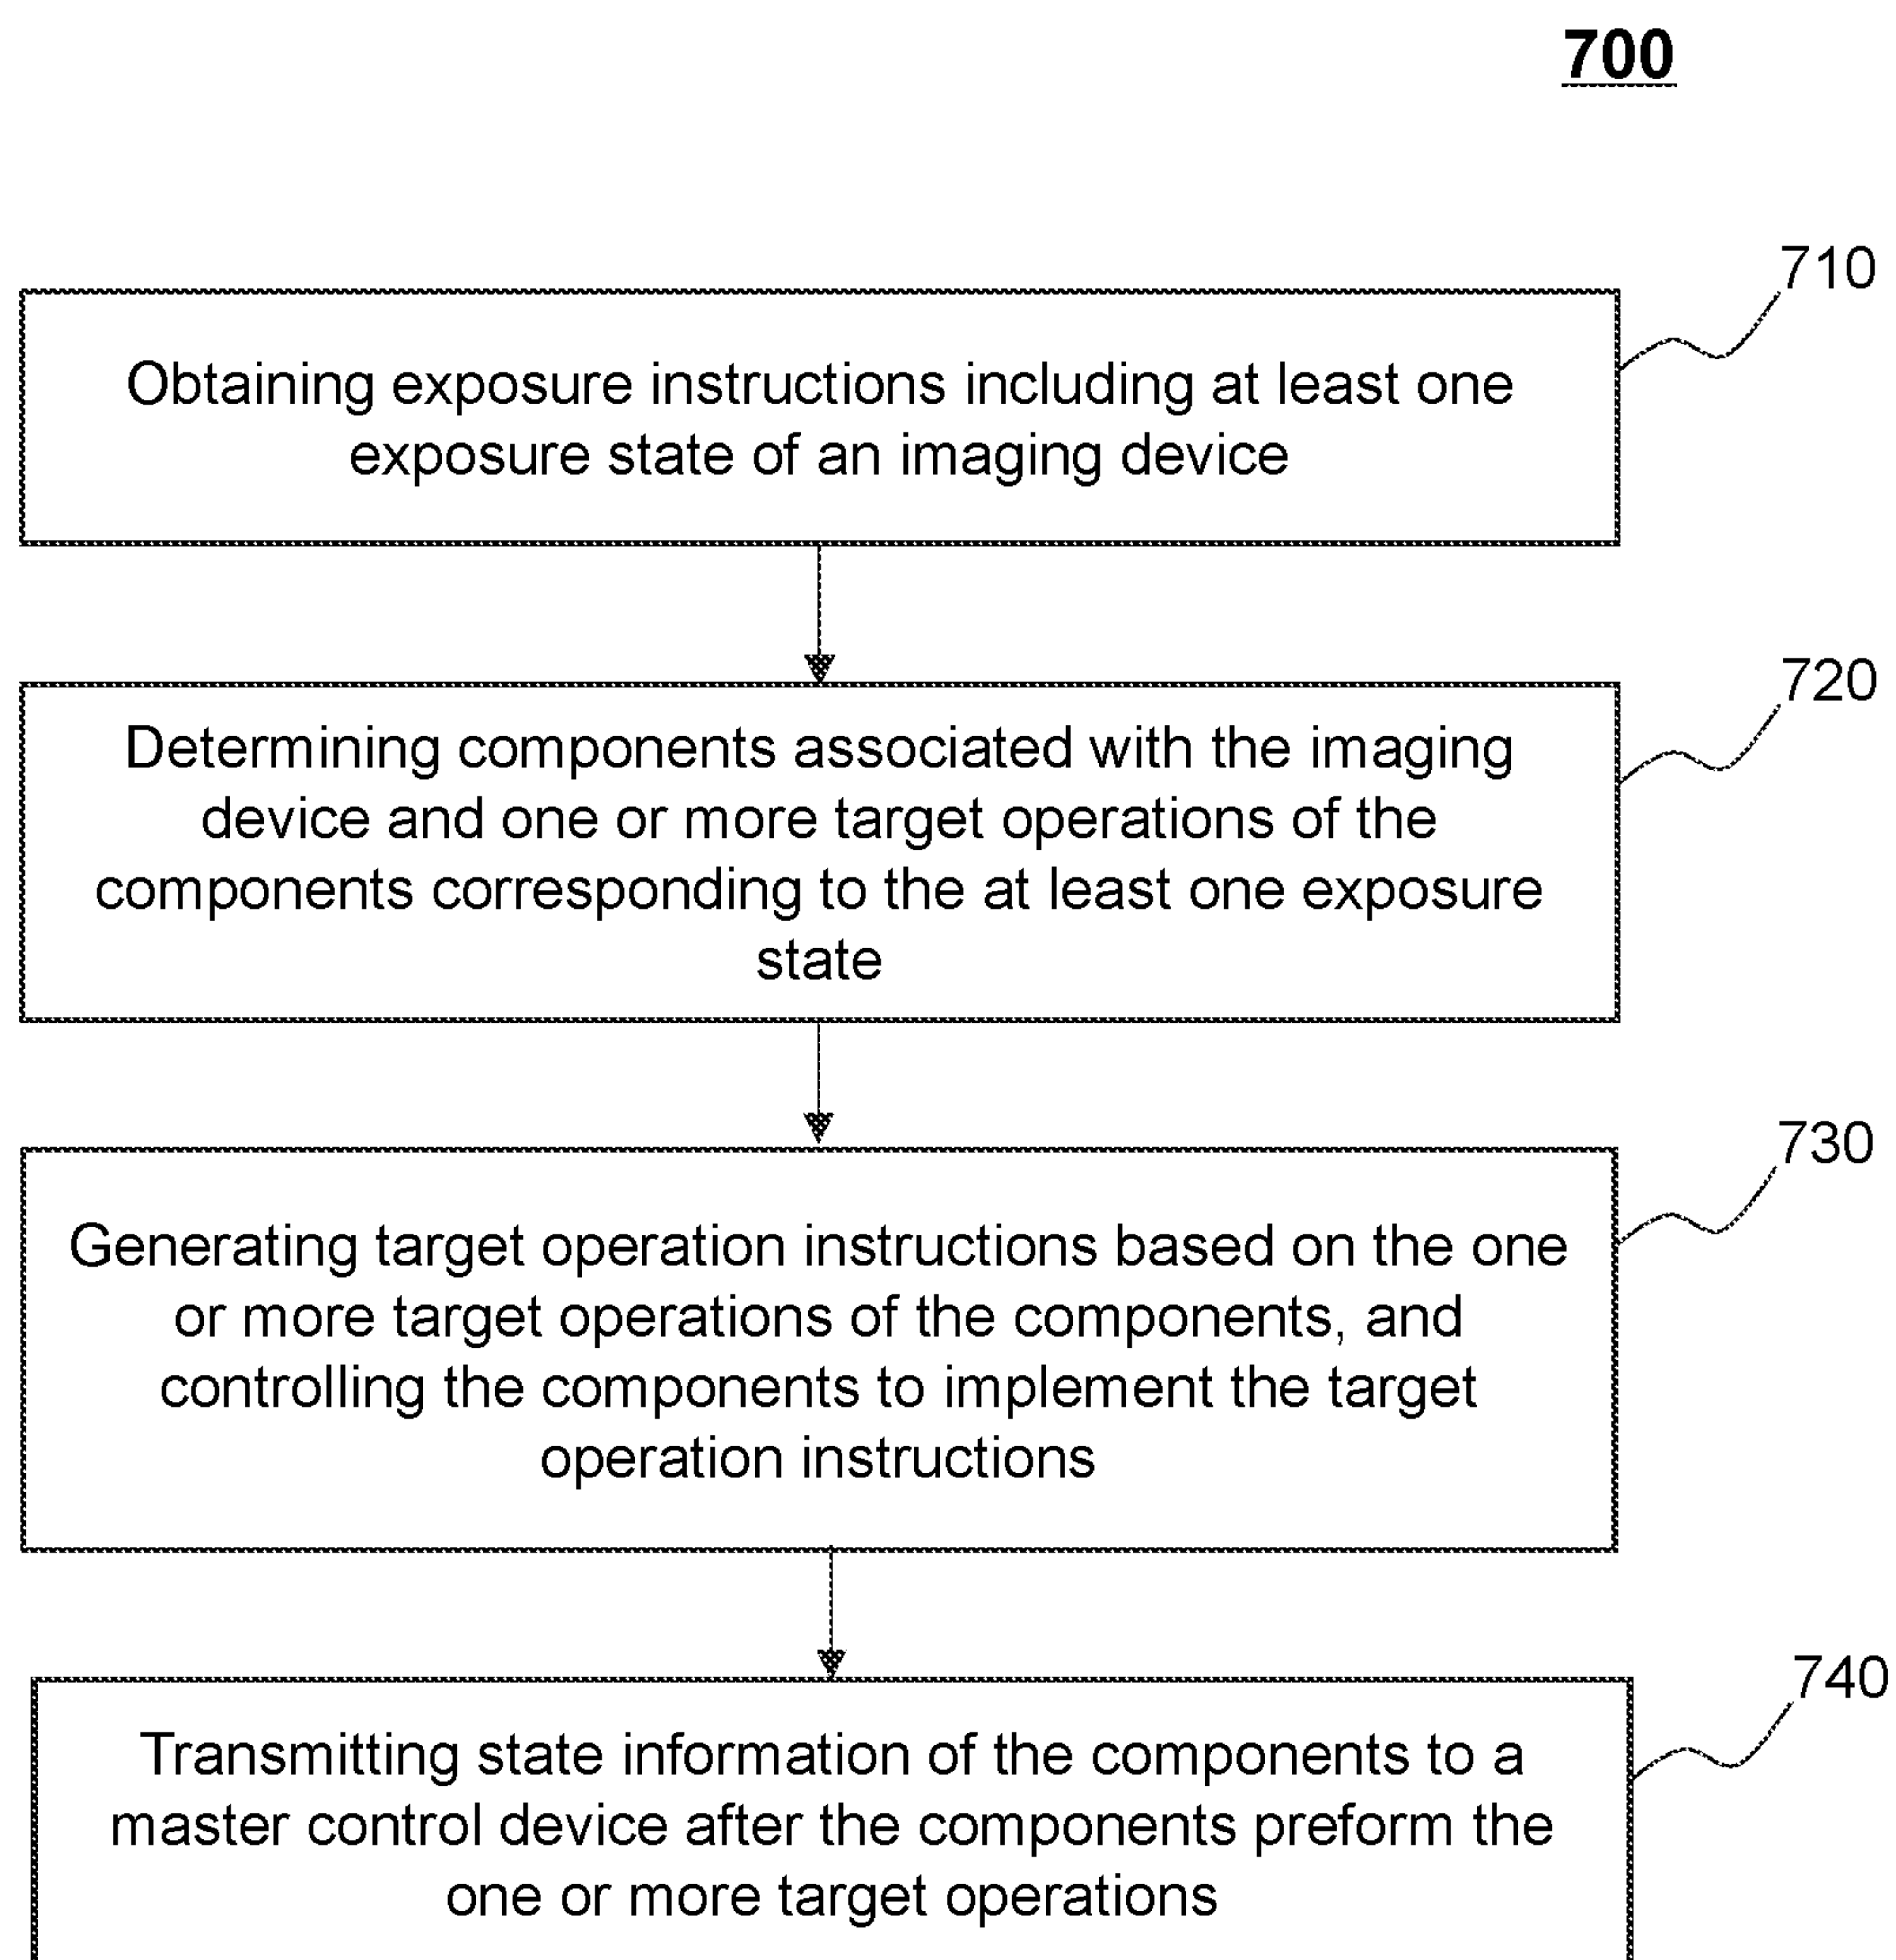 700
710
Obtaining exposure instructions including at least one
exposure state of an imaging device
720
Determining components associated with the imaging
device and one or more target operations of the
components corresponding to the at least one exposure
state
730
Generating target operation instructions based on the one
or more target operations of the components, and
controlling the components to implement the target
operation instructions
740
Transmitting state information of the components to a
master control device after the components preform the
one or more target operations